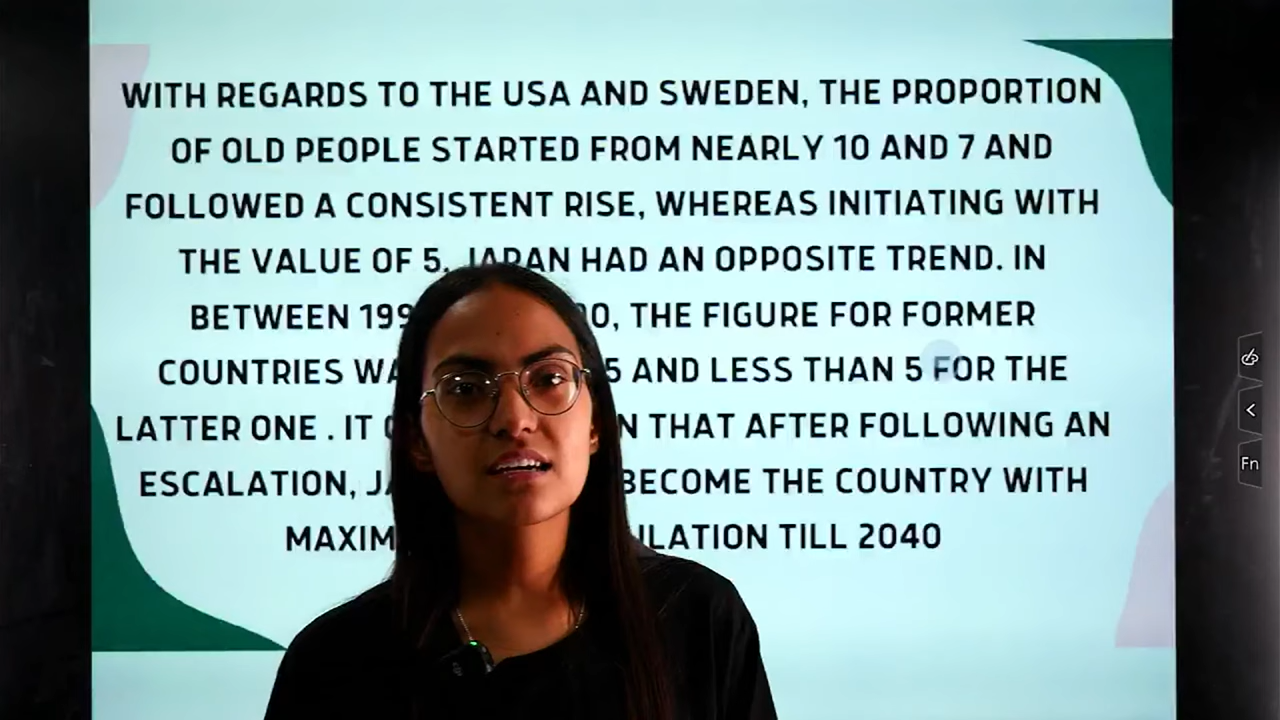 WITH REGARDS TO THE USA AND SWEDEN, THE PROPORTION
OF OLD PEOPLE STARTED FROM NEARLY 10 AND 7 AND
FOLLOWED A CONSISTENT RISE, WHEREAS INITIATING WITH
THE VALUE OF 5, JAPAN HAD AN OPPOSITE TREND. IN
BETWEEN THE FIGURE FOR FORMER
COUNTRIES AND LESS THAN 5 FOR THE
LATTER ONE . IT THAT AFTER FOLLOWING AN
ESCALATION, BECOME THE COUNTRY WITH
TILL 2040
Fn